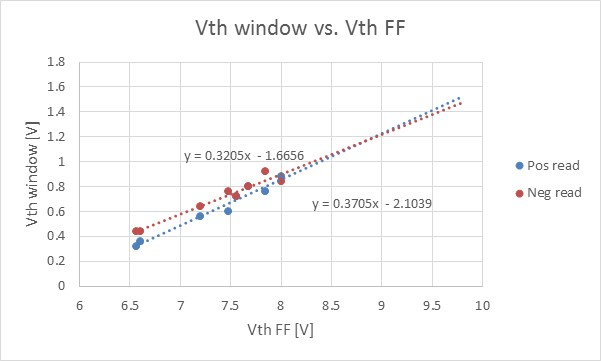 Vth window vs. Vth FF
1.8
1.6
1.4
1.2
1
0.8
0.6
0.4
0.2
0
Vth window [V]
y = 0.3205x - 1.6656
y = 0.3705x - 2.1039
Pos read
Neg read
6 6.5 7 7.5 8 8.5 9 9.5 10
Vth FF [V]